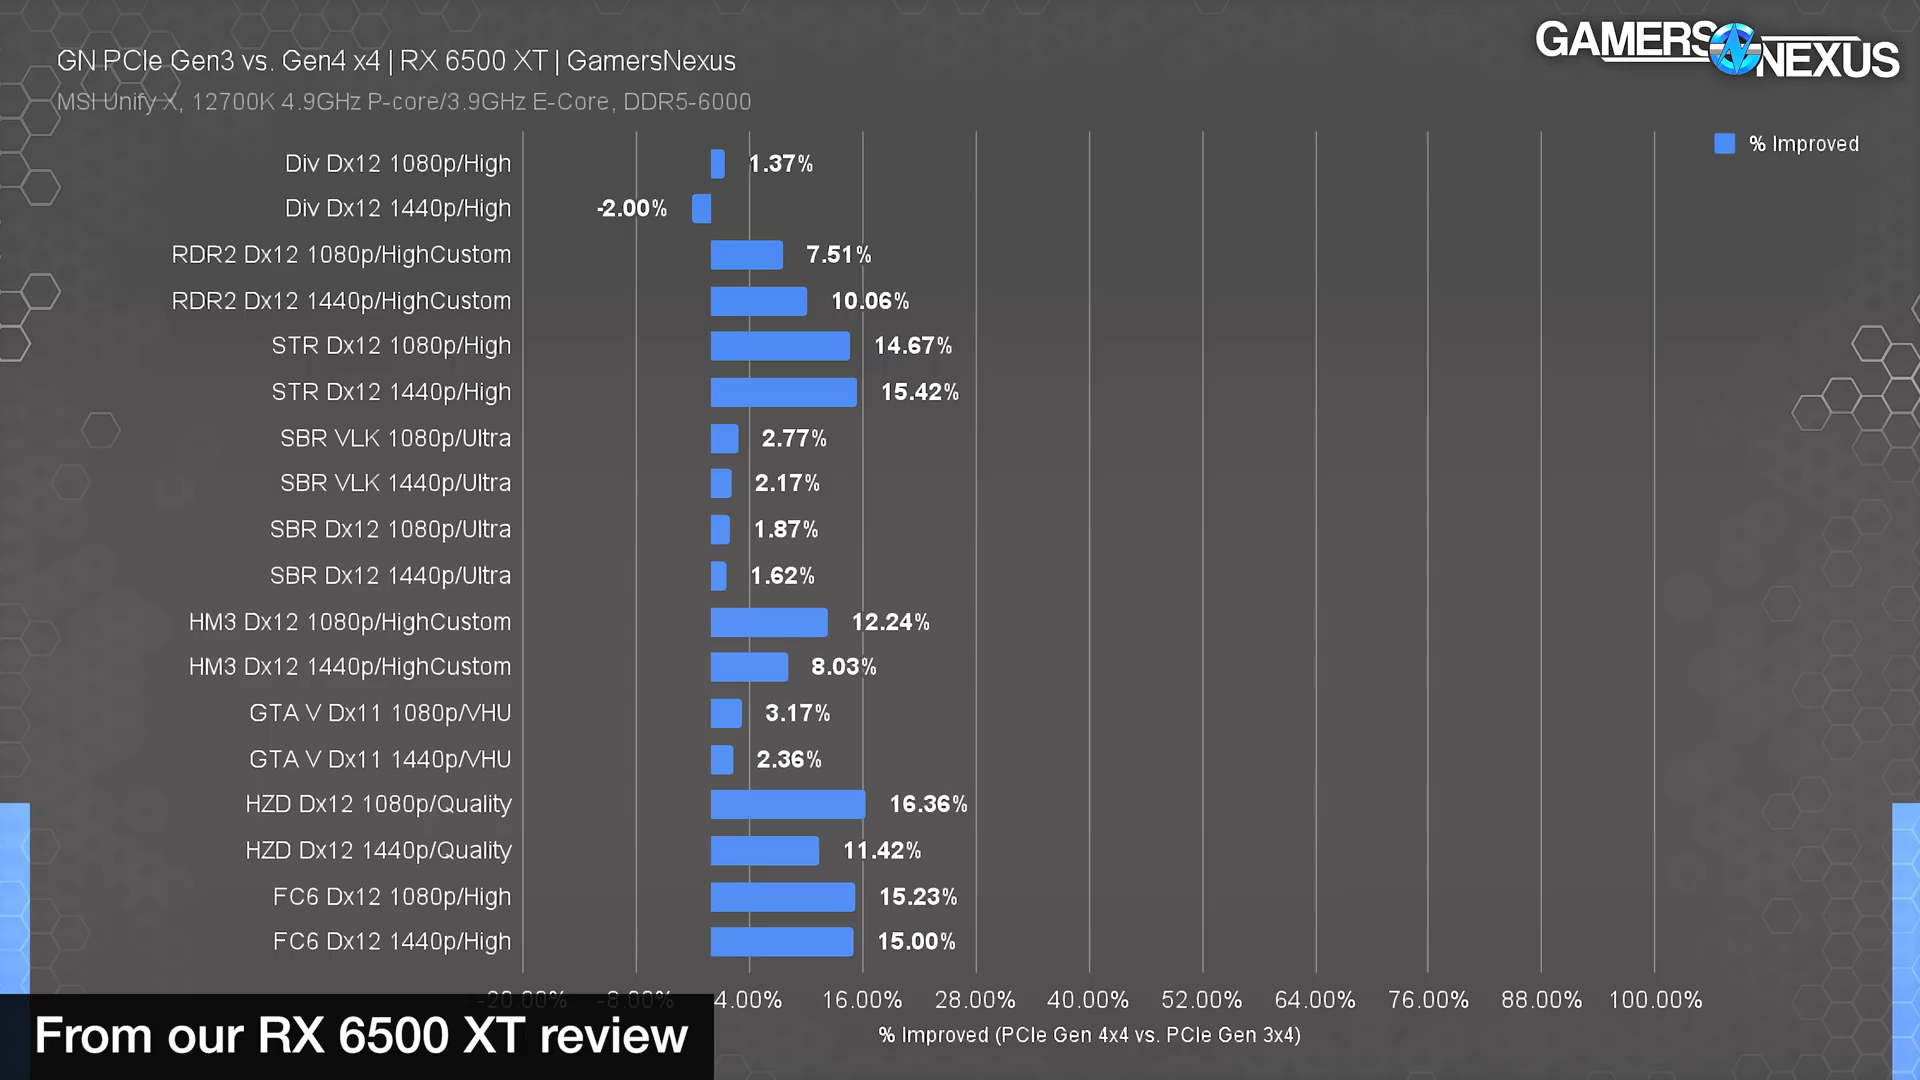 GN PCIe Gen3 vs. Gen4 x4 | RX 6500 XT | GamersNexus
MSI Unify X, 12700K 4.9GHz P-core/3.9GHz E-Core, DDR5-6000
GAMERS NEXUS
% Improved
Div Dx12 1080p/High 1.37%
Div Dx12 1440p/High -2.00%
RDR2 Dx12 1080p/HighCustom 7.51%
RDR2 Dx12 1440p/HighCustom 10.06%
STR Dx12 1080p/High 14.67%
STR Dx12 1440p/High 15.42%
SBR VLK 1080p/Ultra 2.77%
SBR VLK 1440p/Ultra 2.17%
SBR Dx12 1080p/Ultra 1.87%
SBR Dx12 1440p/Ultra 1.62%
HM3 Dx12 1080p/HighCustom 12.24%
HM3 Dx12 1440p/HighCustom 8.03%
GTA V Dx11 1080p/VHU 3.17%
GTA V Dx11 1440p/VHU 2.36%
HZD Dx12 1080p/Quality 16.36%
HZD Dx12 1440p/Quality 11.42%
FC6 Dx12 1080p/High 15.23%
FC6 Dx12 1440p/High 15.00%
-20.00% -8.00% 4.00% 16.00% 28.00% 40.00% 52.00% 64.00% 76.00% 88.00% 100.00%
% Improved (PCIe Gen 4x4 vs. PCIe Gen 3x4)
From our RX 6500 XT review